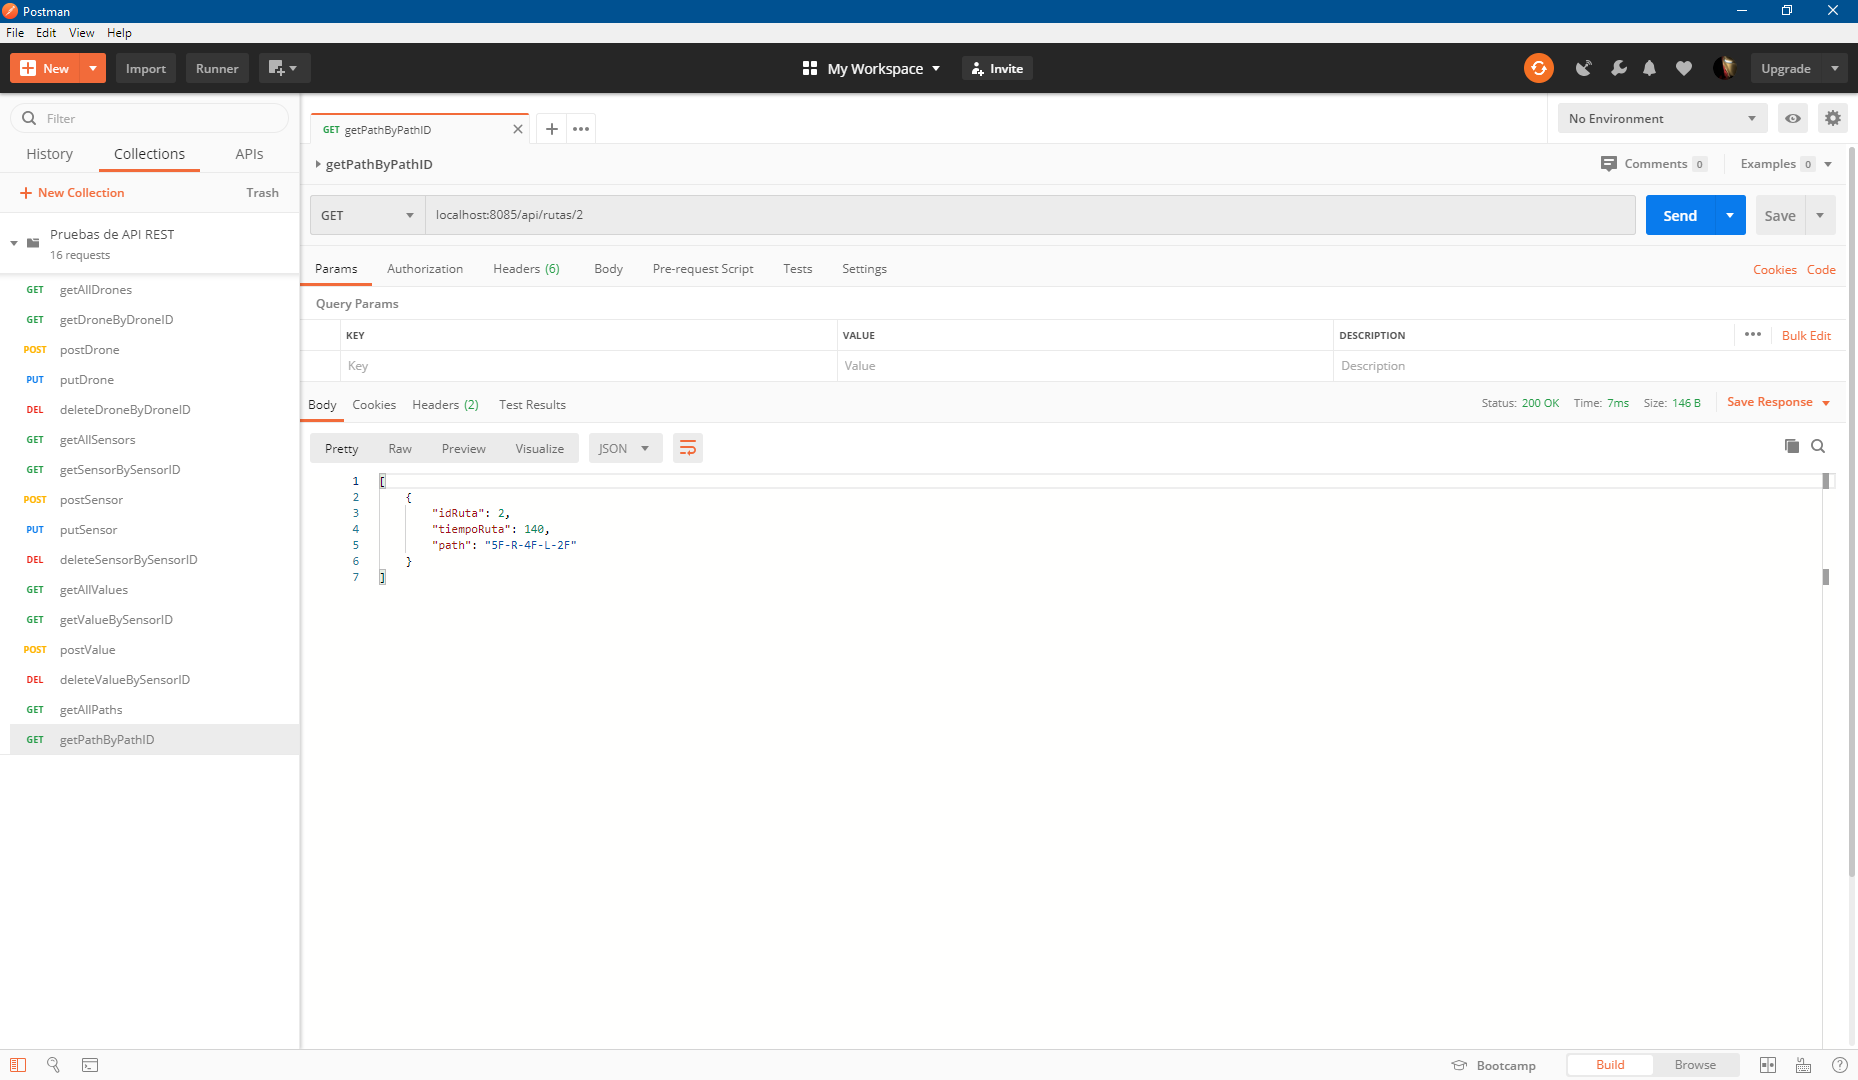 Postman
File Edit View Help
New Import Runner My Workspace Invite Upgrade
Filter
History Collections APIs
New Collection Trash
Pruebas de API REST
16 requests
GET getAllDrones
GET getDroneByDroneID
POST postDrone
PUT putDrone
DEL deleteDroneByDroneID
GET getAllSensors
GET getSensorBySensorID
POST postSensor
PUT putSensor
DEL deleteSensorBySensorID
GET getAllValues
GET getValueBySensorID
POST postValue
DEL deleteValueBySensorID
GET getAllPaths
GET getPathByPathID
GET getPathByPathID
No Environment
getPathByPathID
Comments 0 Examples 0
GET localhost:8085/api/rutas/2 Send Save
Params Authorization Headers (6) Body Pre-request Script Tests Settings Cookies Code
Query Params
KEY VALUE DESCRIPTION Bulk Edit
Key Value Description
Body Cookies Headers (2) Test Results Status: 200 OK Time: 7ms Size: 146 B Save Response
Pretty Raw Preview Visualize JSON
1 [
2 {
3 "idRuta": 2,
4 "tiempoRuta": 140,
5 "path": "5F-R-4F-L-2F"
6 }
7 ]
Bootcamp Build Browse